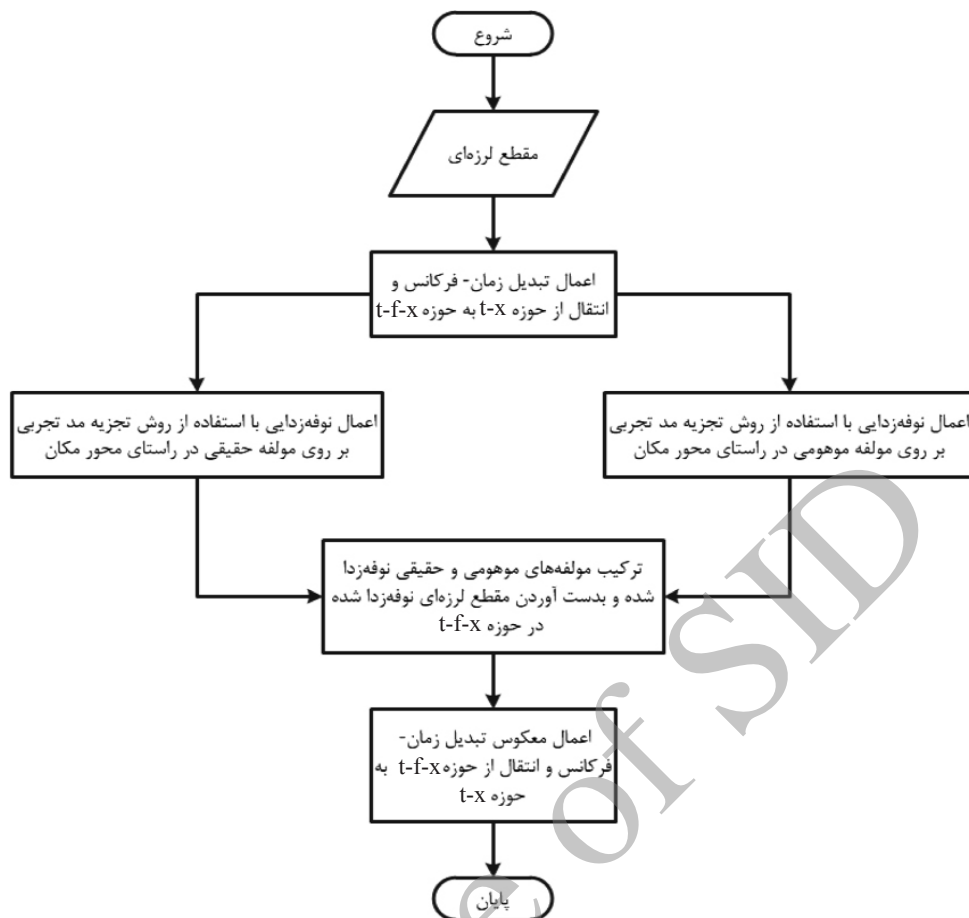 شروع
مقطع لرزه‌ای
اعمال تبدیل زمان- فرکانس و
انتقال از حوزه t-x به حوزه t-f-x
اعمال نوفه‌زدایی با استفاده از روش تجزیه مد تجربی
بر روی مولفه حقیقی در راستای محور مکان
اعمال نوفه‌زدایی با استفاده از روش تجزیه مد تجربی
بر روی مولفه موهومی در راستای محور مکان
ترکیب مولفه‌های موهومی و حقیقی نوفه‌زدا
شده و بدست آوردن مقطع لرزه‌ای نوفه‌زدا شده
در حوزه t-f-x
اعمال معکوس تبدیل زمان-
فرکانس و انتقال از حوزه t-f-x به
حوزه t-x
پایان
e of SID